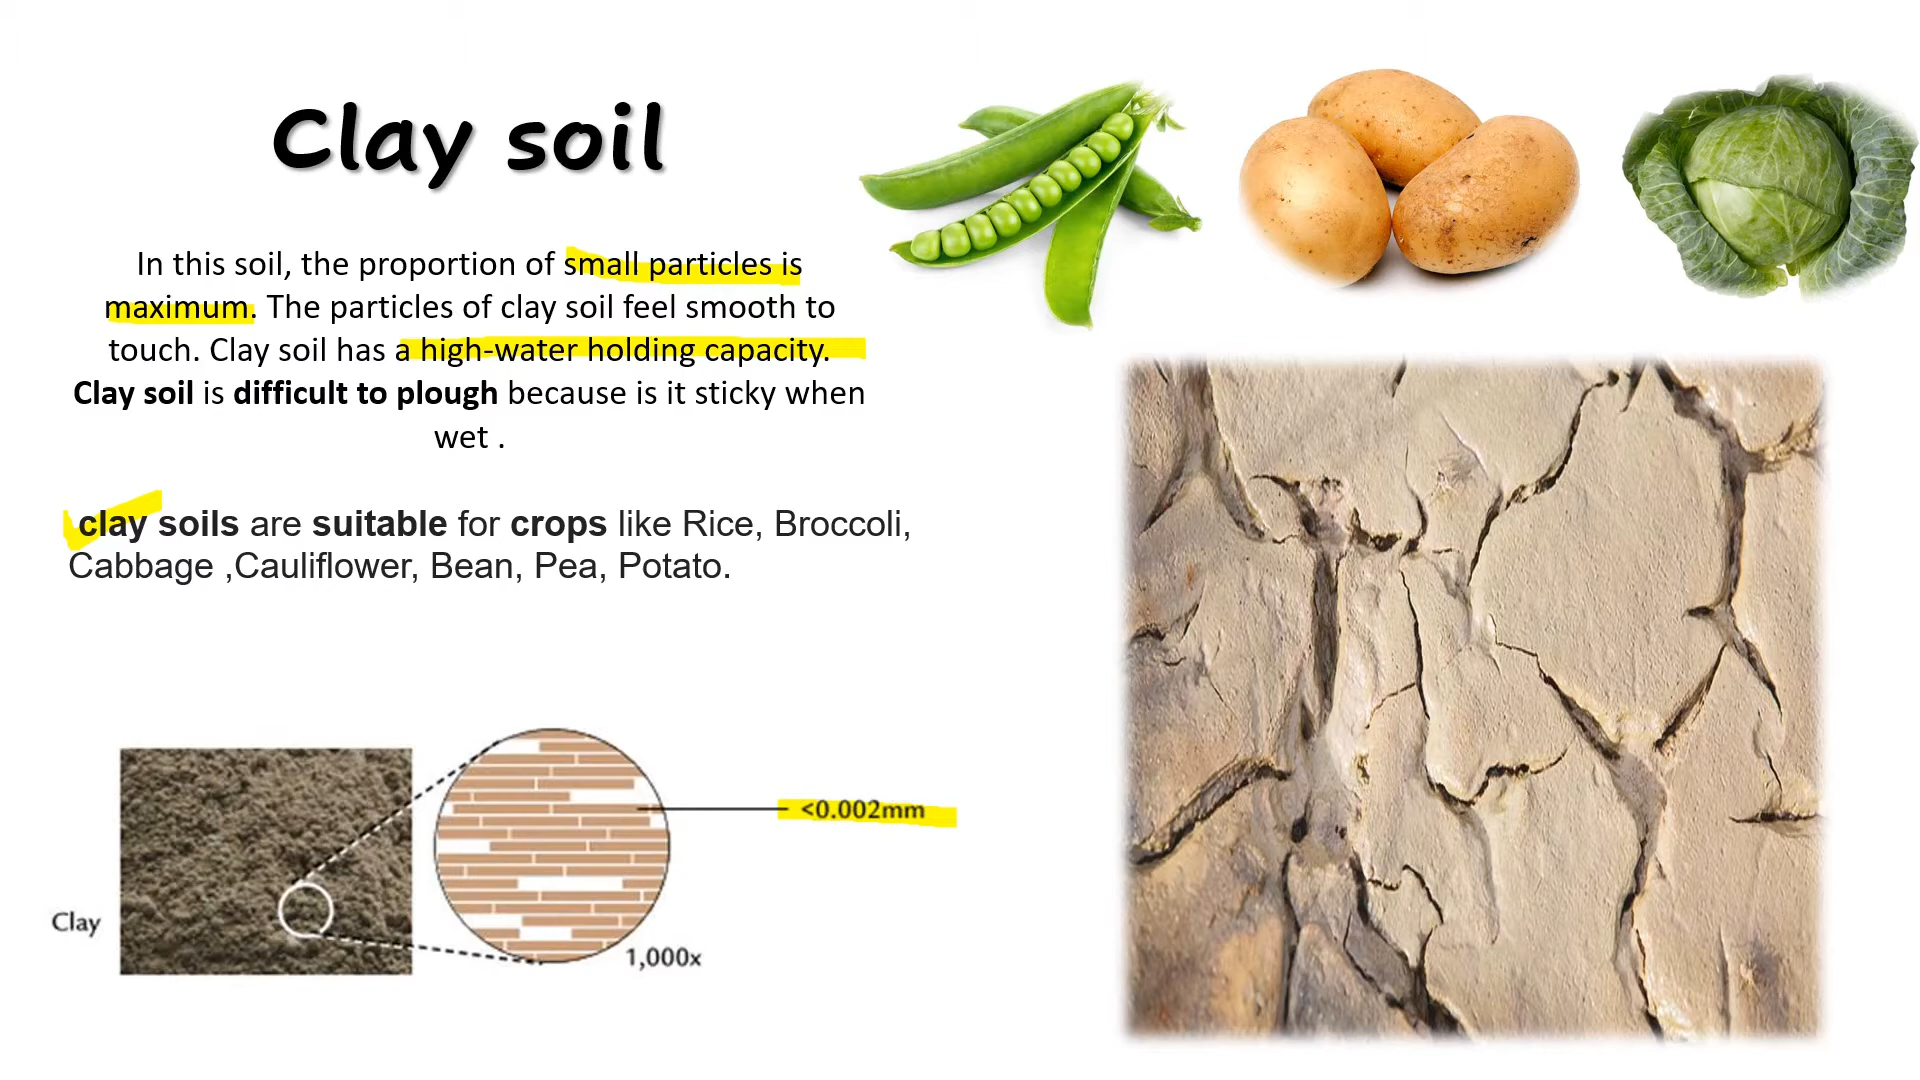 Clay soil
In this soil, the proportion of small particles is
maximum. The particles of clay soil feel smooth to
touch. Clay soil has a high-water holding capacity.
Clay soil is difficult to plough because is it sticky when
wet .
clay soils are suitable for crops like Rice, Broccoli,
Cabbage ,Cauliflower, Bean, Pea, Potato.
<0.002mm
Clay
1,000x